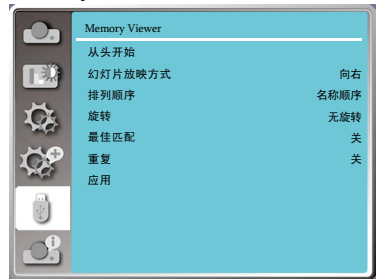 Memory Viewer
从头开始
幻灯片放映方式 向右
排列顺序 名称顺序
旋转 无旋转
最佳匹配 关
重复 关
应用